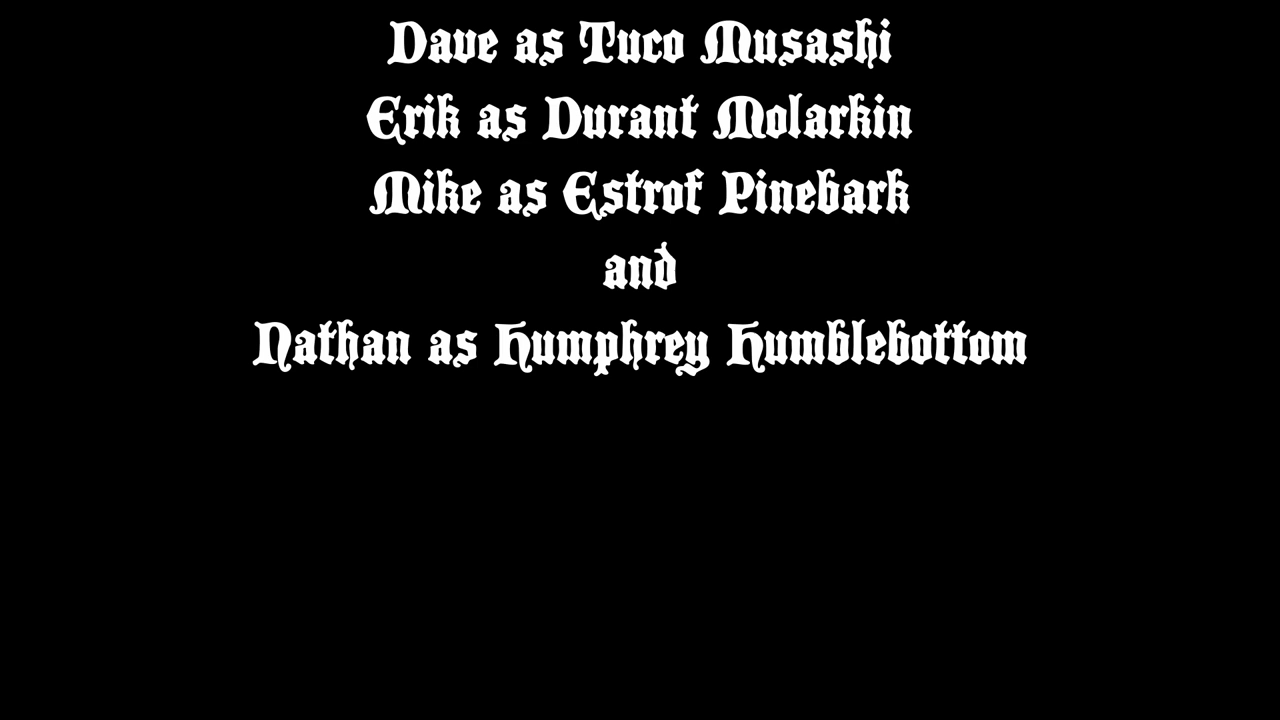 Dave as Tuco Musashi
Erik as Durant Molarkin
Mike as Estrof Pinebark
and
Nathan as Humphrey Humblebottom